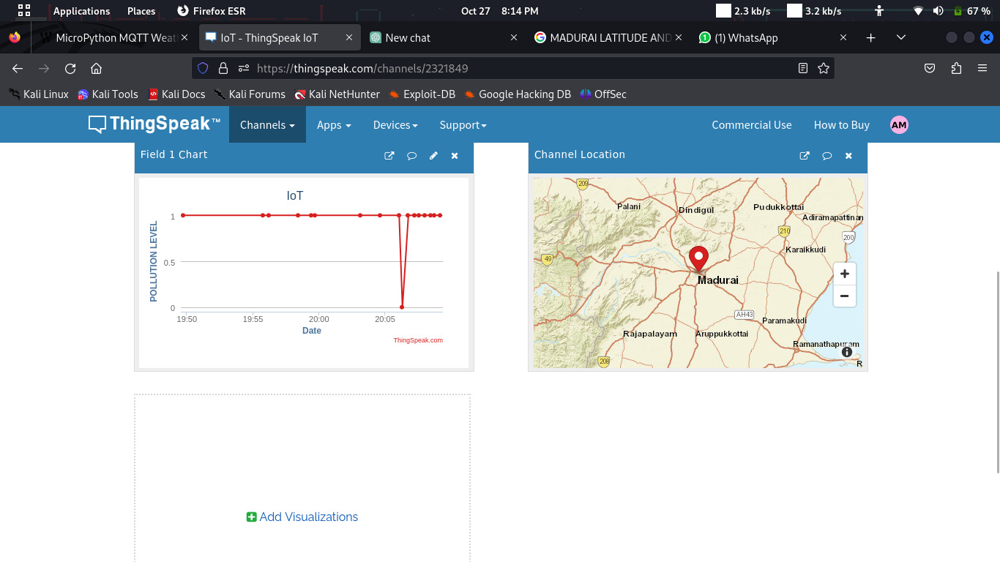 Applications Places Firefox ESR Oct 27 8:14 PM 2.3 kb/s 3.2 kb/s 67 %
MicroPython MQTT Weat IoT - ThingSpeak IoT New chat MADURAI LATITUDE AND (1) WhatsApp
https://thingspeak.com/channels/2321849
Kali Linux Kali Tools Kali Docs Kali Forums Kali NetHunter Exploit-DB Google Hacking DB OffSec
ThingSpeak™ Channels Apps Devices Support Commercial Use How to Buy AM
Field 1 Chart
IoT
POLLUTION LEVEL
1
0.5
0
19:50 19:55 20:00 20:05
Date
ThingSpeak.com
Channel Location
209
Palani Dindigul Pudukkottai
Adiramapattinam
210 200
49 Karaikkudi
Madurai
+
−
AH43
Paramakudi
Rajapalayam Aruppukkottai
Ramanathapuram
208 R
Add Visualizations